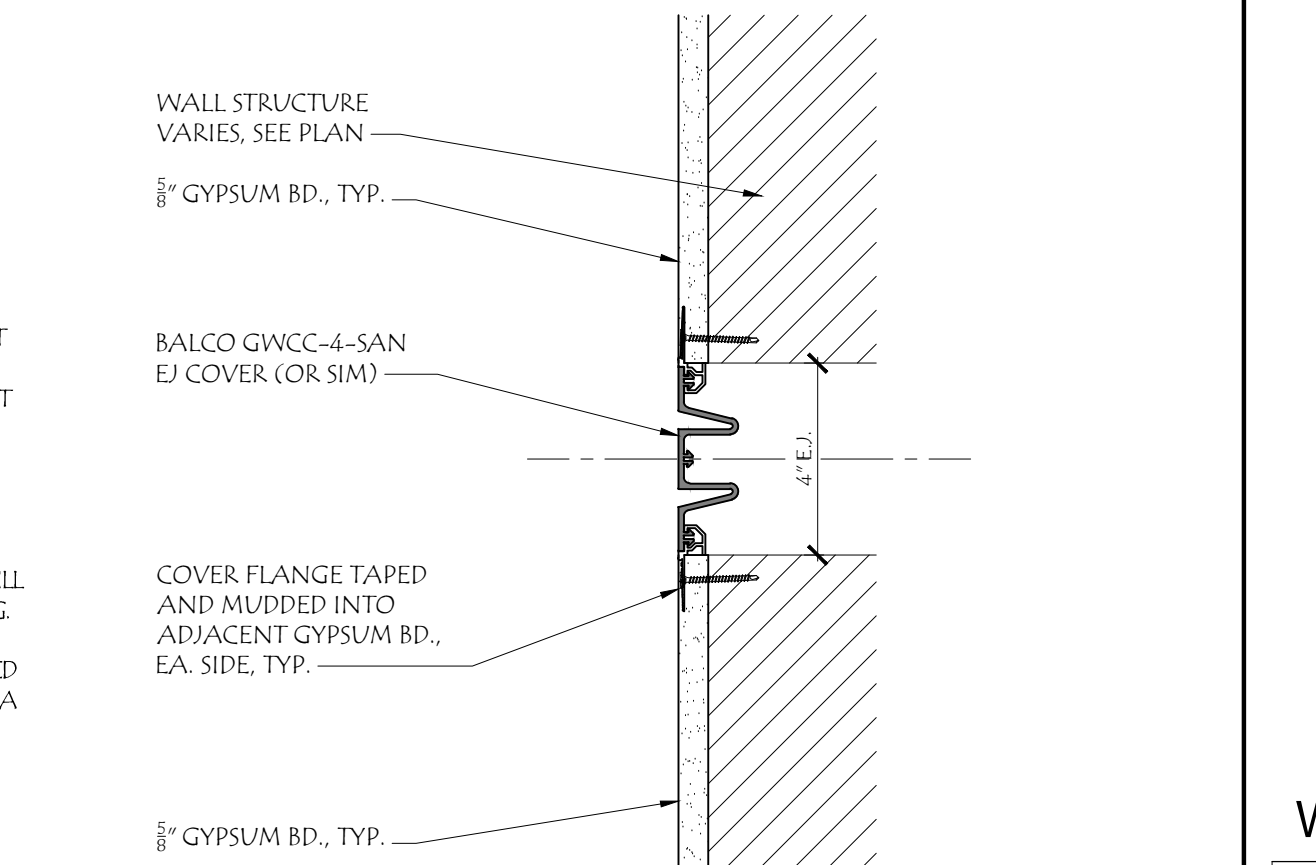 WALL STRUCTURE
VARIES, SEE PLAN
5/8" GYPSUM BD., TYP.
BALCO GWCC-4-SAN
EJ COVER (OR SIM)
4" E.J.
COVER FLANGE TAPED
AND MUDDED INTO
ADJACENT GYPSUM BD.,
EA. SIDE, TYP.
5/8" GYPSUM BD., TYP.